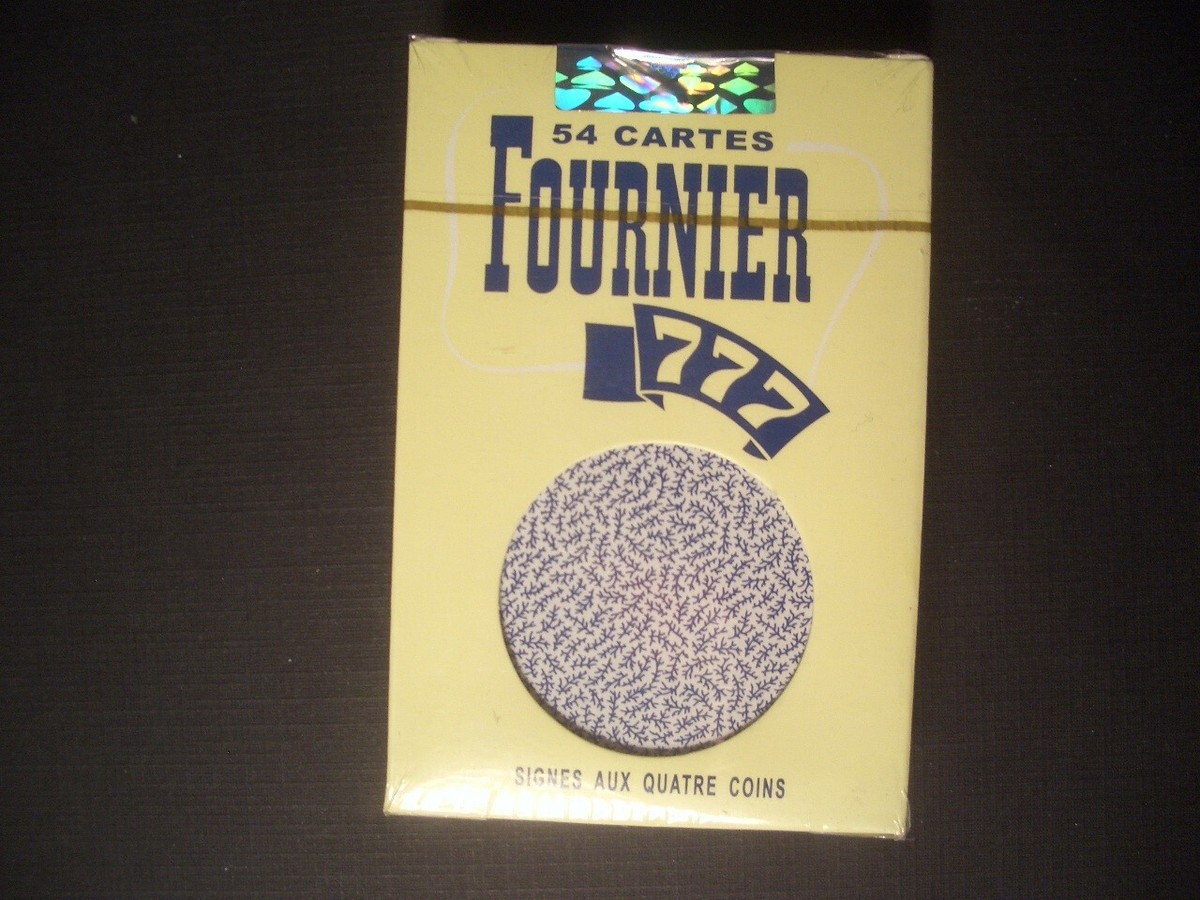 54 CARTES
FOURNIER
777
SIGNES AUX QUATRE COINS